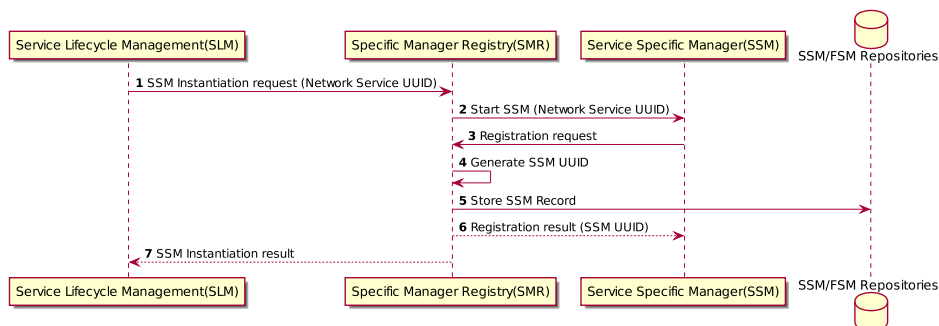 Service Lifecycle Management(SLM)
Specific Manager Registry(SMR)
Service Specific Manager(SSM)
SSM/FSM Repositories
1 SSM Instantiation request (Network Service UUID)
2 Start SSM (Network Service UUID)
3 Registration request
4 Generate SSM UUID
5 Store SSM Record
6 Registration result (SSM UUID)
7 SSM Instantiation result
Service Lifecycle Management(SLM)
Specific Manager Registry(SMR)
Service Specific Manager(SSM)
SSM/FSM Repositories